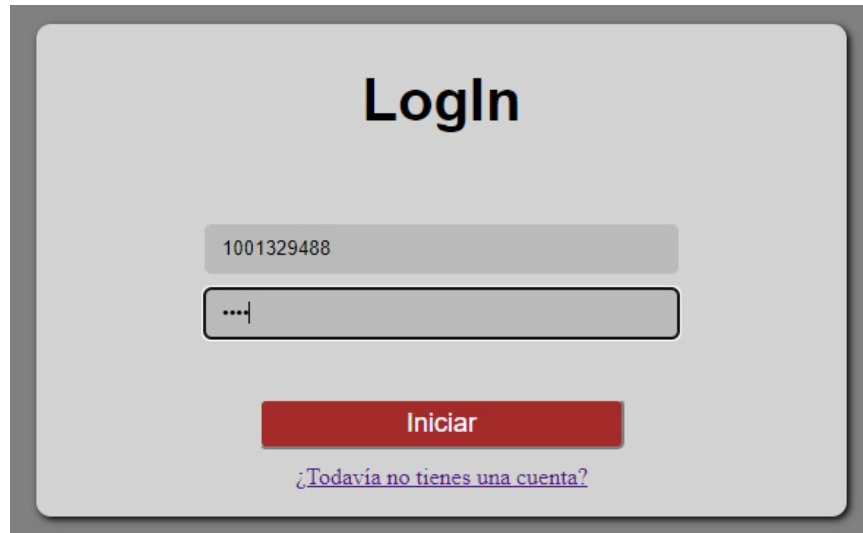 LogIn
1001329488
••••
Iniciar
¿Todavía no tienes una cuenta?